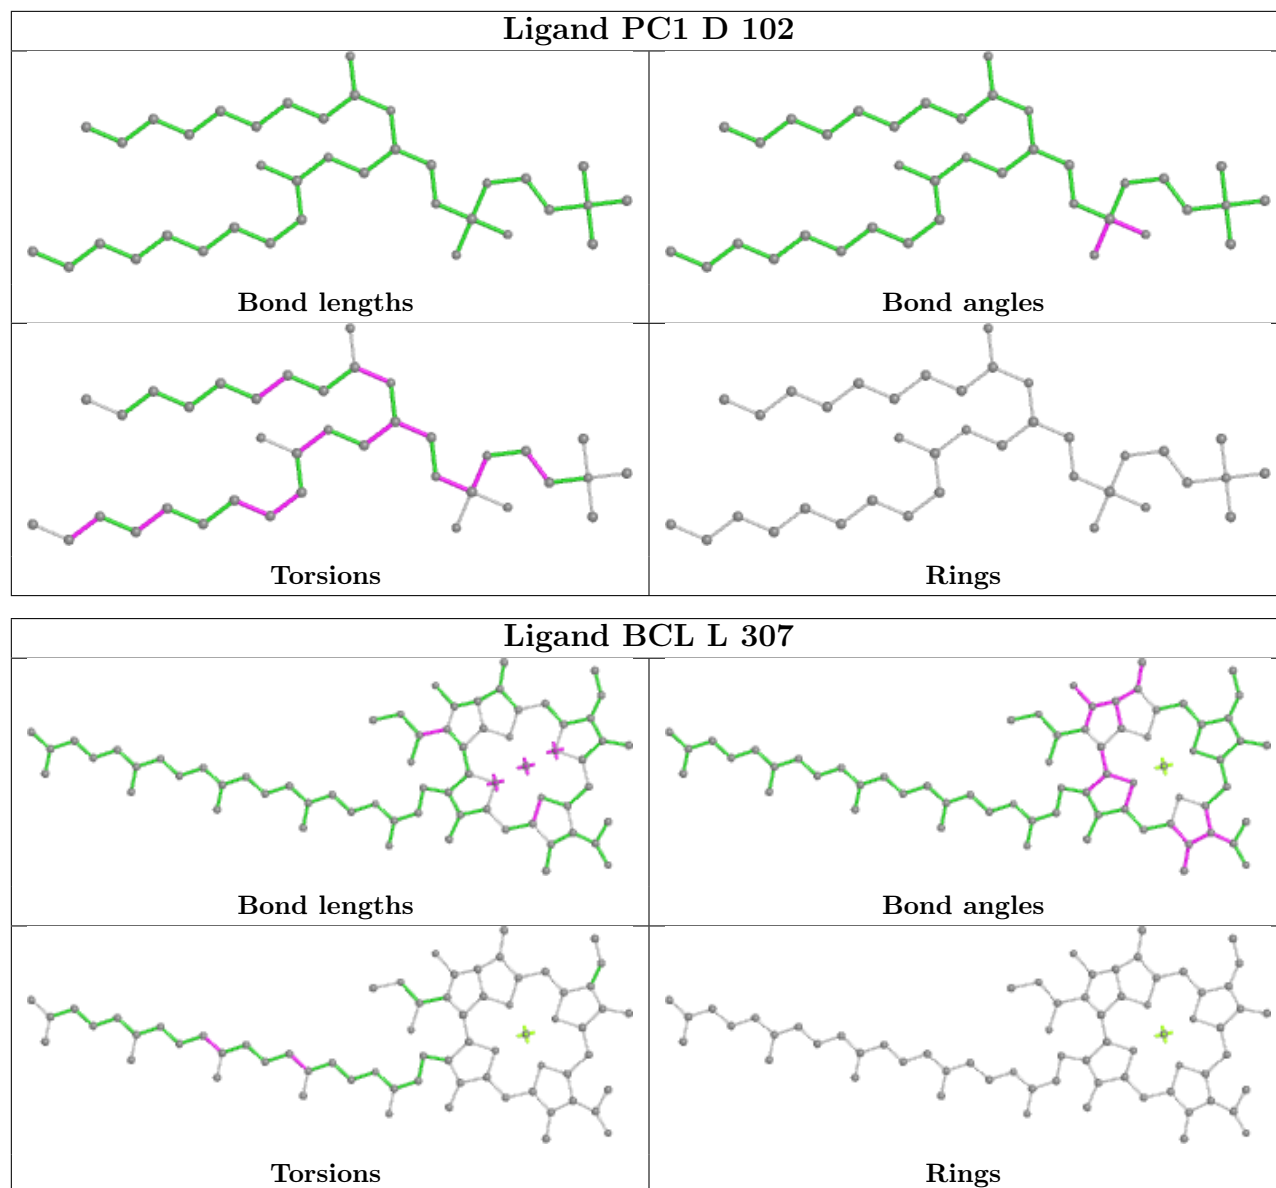 Ligand PC1 D 102
Bond lengths
Bond angles
Torsions
Rings
Ligand BCL L 307
Bond lengths
Bond angles
Torsions
Rings